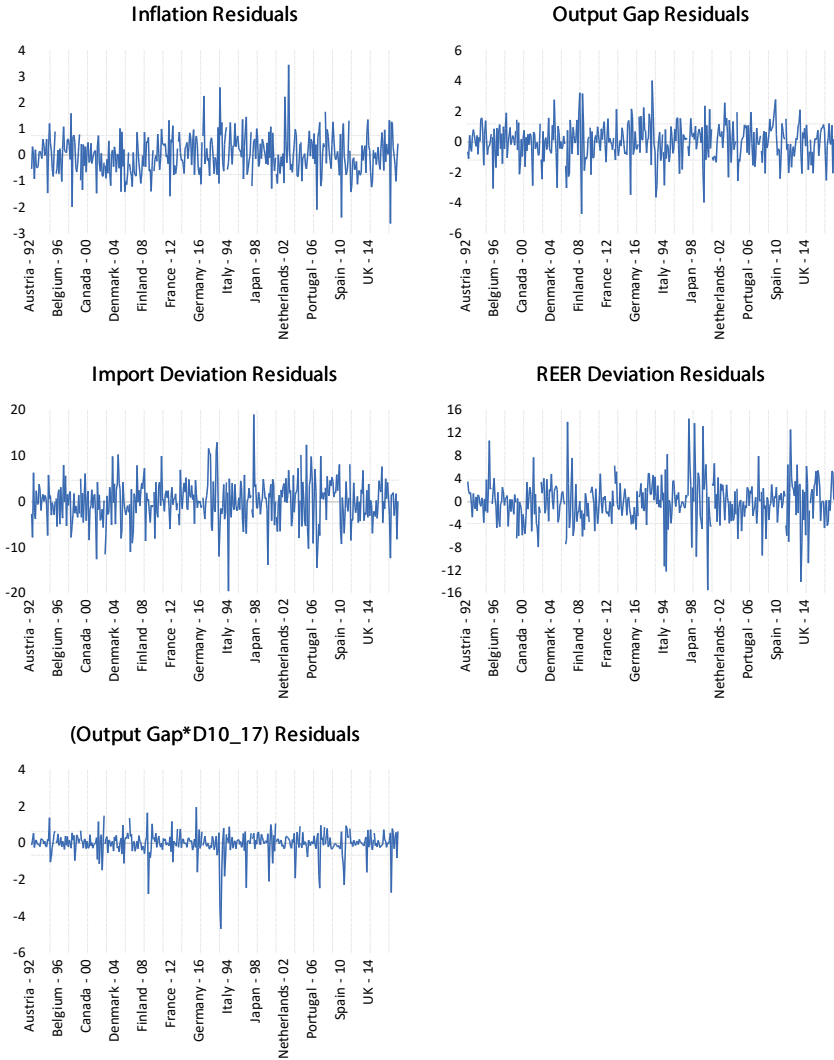 Inflation Residuals
4
3
2
1
0
-1
-2
-3
Austria - 92
Belgium - 96
Canada - 00
Denmark - 04
Finland - 08
France - 12
Germany - 16
Italy - 94
Japan - 98
Netherlands - 02
Portugal - 06
Spain - 10
UK - 14
Output Gap Residuals
6
4
2
0
-2
-4
-6
Austria - 92
Belgium - 96
Canada - 00
Denmark - 04
Finland - 08
France - 12
Germany - 16
Italy - 94
Japan - 98
Netherlands - 02
Portugal - 06
Spain - 10
UK - 14
Import Deviation Residuals
20
10
0
-10
-20
Austria - 92
Belgium - 96
Canada - 00
Denmark - 04
Finland - 08
France - 12
Germany - 16
Italy - 94
Japan - 98
Netherlands - 02
Portugal - 06
Spain - 10
UK - 14
REER Deviation Residuals
16
12
8
4
0
-4
-8
-12
-16
Austria - 92
Belgium - 96
Canada - 00
Denmark - 04
Finland - 08
France - 12
Germany - 16
Italy - 94
Japan - 98
Netherlands - 02
Portugal - 06
Spain - 10
UK - 14
(Output Gap*D10_17) Residuals
4
2
0
-2
-4
-6
Austria - 92
Belgium - 96
Canada - 00
Denmark - 04
Finland - 08
France - 12
Germany - 16
Italy - 94
Japan - 98
Netherlands - 02
Portugal - 06
Spain - 10
UK - 14